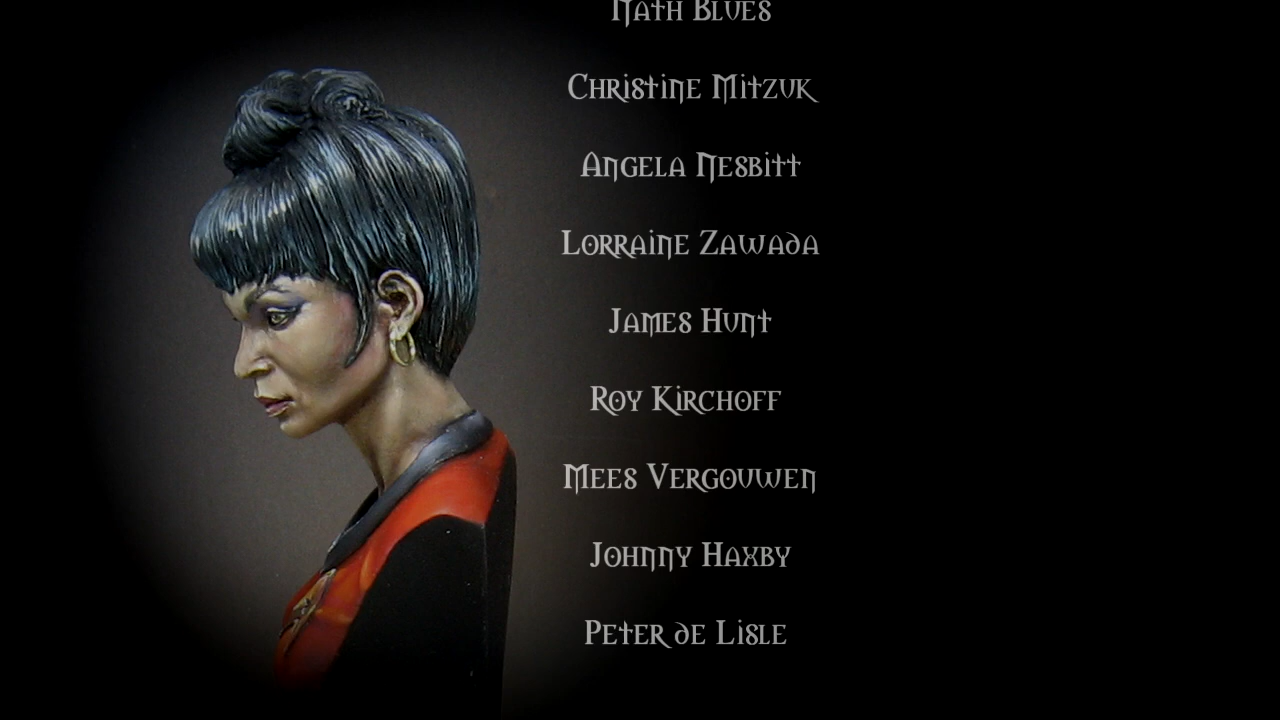 Nath Blues
Christine Mitzuk
Angela Nesbitt
Lorraine Zawada
James Hunt
Roy Kirchoff
Mees Vergouwen
Johnny Haxby
Peter de Lisle